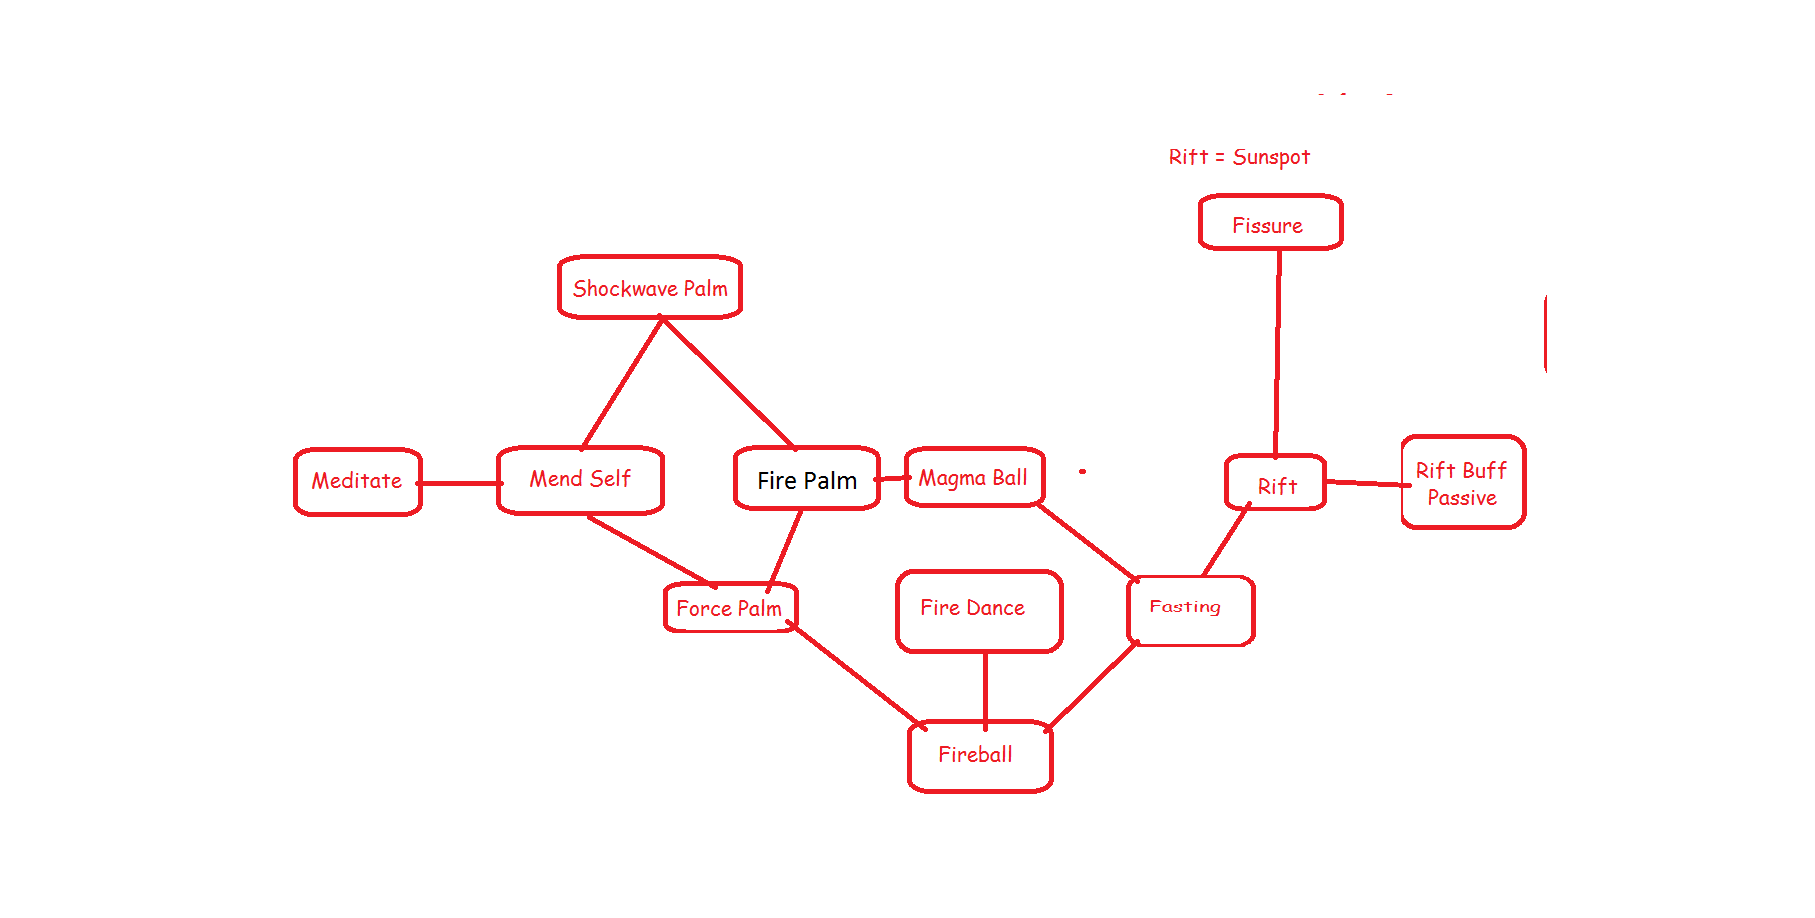 Rift = Sunspot
Fissure
Shockwave Palm
Meditate
Mend Self
Fire Palm
Magma Ball
Rift
Rift Buff
Passive
Force Palm
Fire Dance
Fasting
Fireball